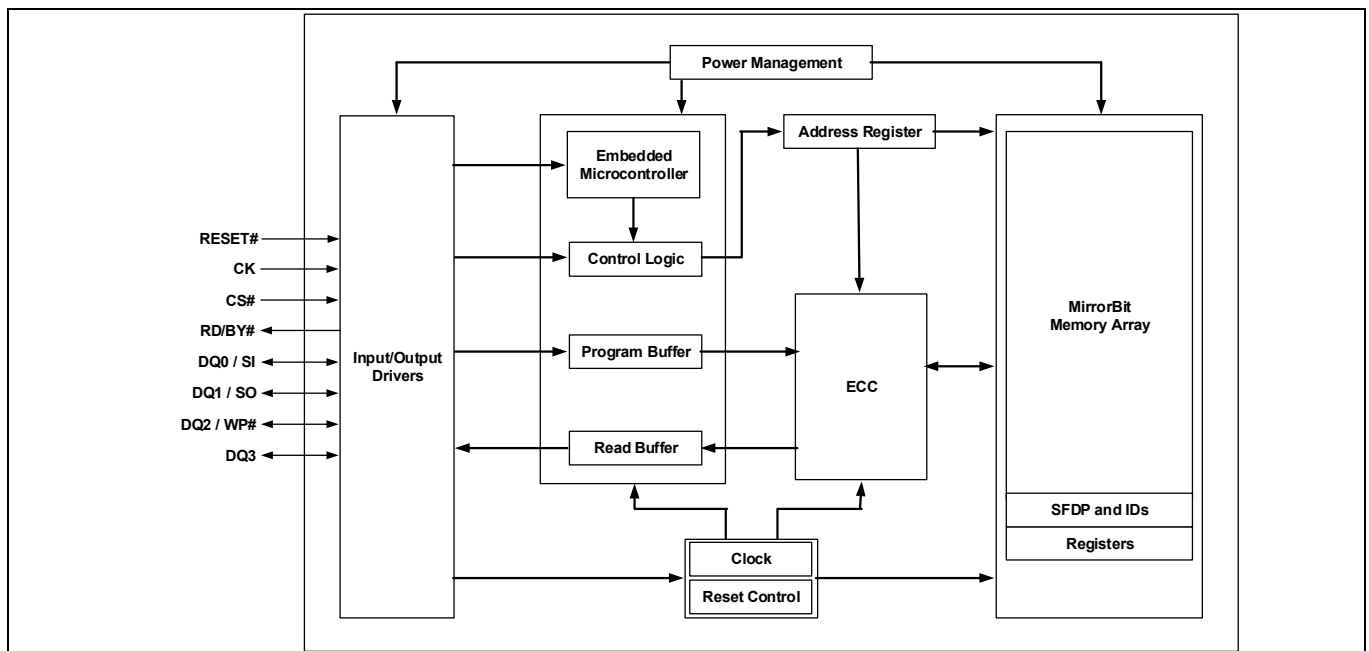 Power Management
Address Register
Embedded
Microcontroller
Control Logic
RESET#
CK
CS#
RD/BY#
DQ0 / SI
DQ1 / SO
DQ2 / WP#
DQ3
Input/Output
Drivers
Program Buffer
Read Buffer
ECC
MirrorBit
Memory Array
SFDP and IDs
Registers
Clock
Reset Control